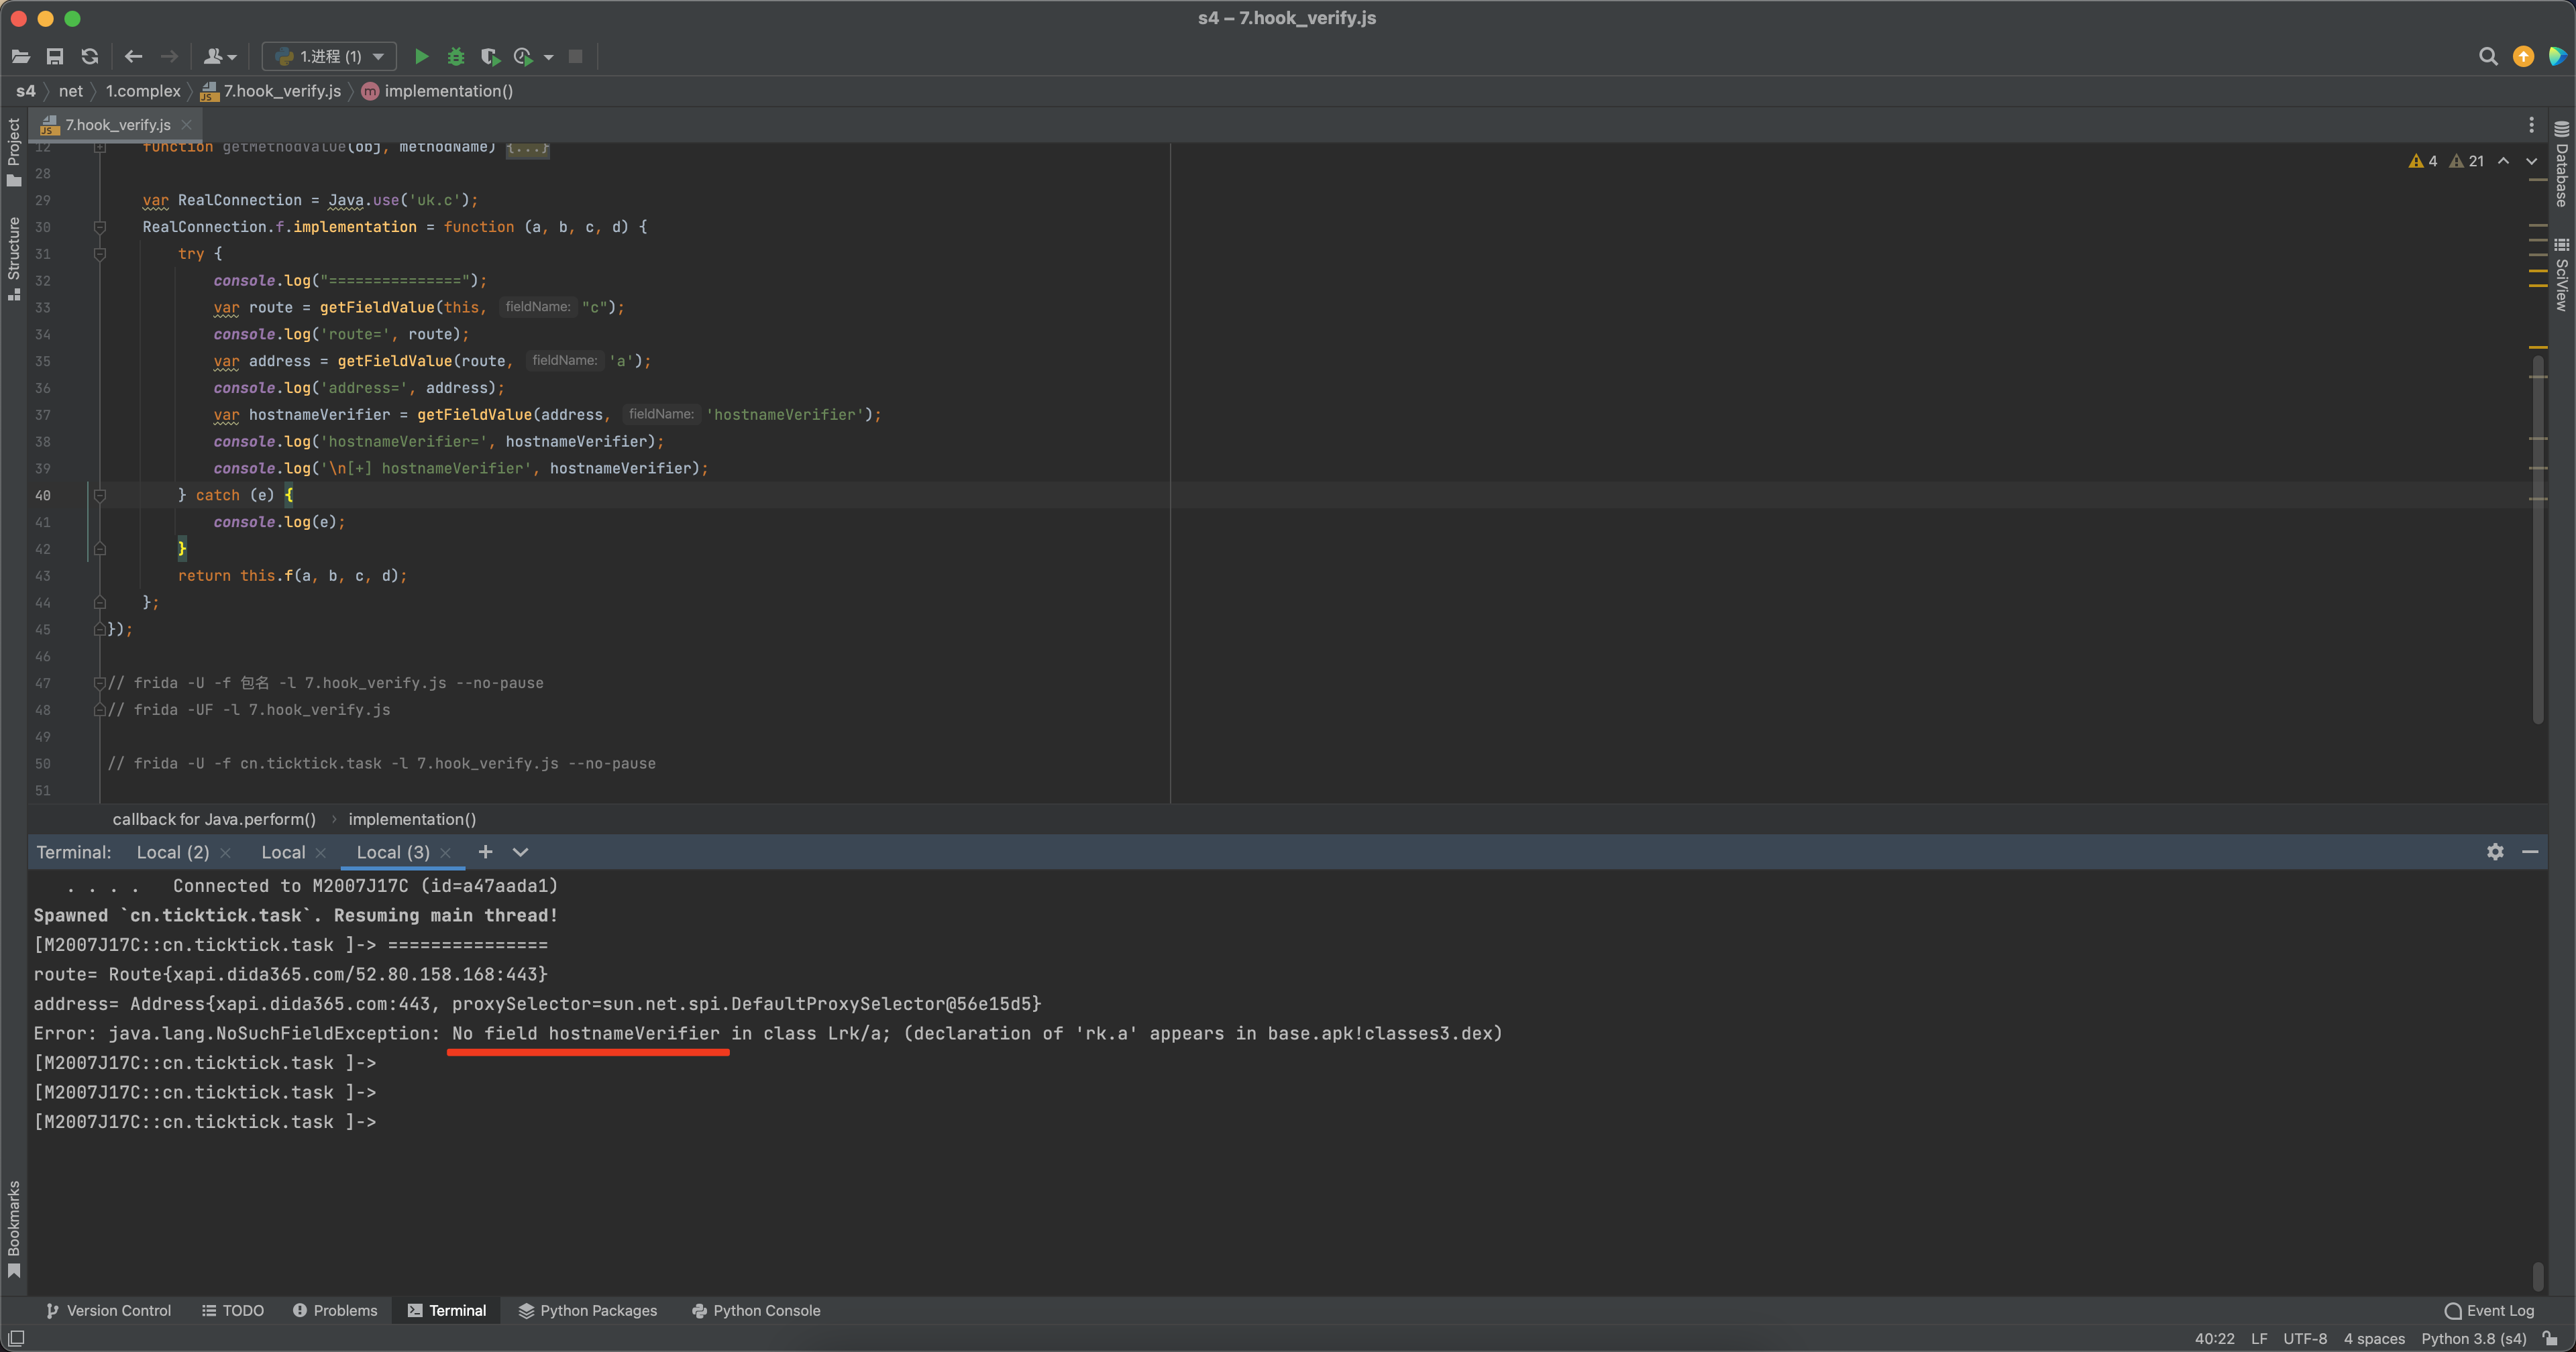 s4 – 7.hook_verify.js
1.进程 (1)
s4 net 1.complex 7.hook_verify.js m implementation()
7.hook_verify.js
Project
Structure
Bookmarks
Database
SciView
4 21
12 function getMethodValue(obj, methodName) {...}
28
29 var RealConnection = Java.use('uk.c');
30 RealConnection.f.implementation = function (a, b, c, d) {
31 try {
32 console.log("===============");
33 var route = getFieldValue(this, fieldName: "c");
34 console.log('route=', route);
35 var address = getFieldValue(route, fieldName: 'a');
36 console.log('address=', address);
37 var hostnameVerifier = getFieldValue(address, fieldName: 'hostnameVerifier');
38 console.log('hostnameVerifier=', hostnameVerifier);
39 console.log('\n[+] hostnameVerifier', hostnameVerifier);
40 } catch (e) {
41 console.log(e);
42 }
43 return this.f(a, b, c, d);
44 };
45 });
46
47 // frida -U -f 包名 -l 7.hook_verify.js --no-pause
48 // frida -UF -l 7.hook_verify.js
49
50 // frida -U -f cn.ticktick.task -l 7.hook_verify.js --no-pause
51
callback for Java.perform() › implementation()
Terminal: Local (2) Local Local (3)
. . . . Connected to M2007J17C (id=a47aada1)
Spawned `cn.ticktick.task`. Resuming main thread!
[M2007J17C::cn.ticktick.task ]-> ===============
route= Route{xapi.dida365.com/52.80.158.168:443}
address= Address{xapi.dida365.com:443, proxySelector=sun.net.spi.DefaultProxySelector@56e15d5}
Error: java.lang.NoSuchFieldException: No field hostnameVerifier in class Lrk/a; (declaration of 'rk.a' appears in base.apk!classes3.dex)
[M2007J17C::cn.ticktick.task ]->
[M2007J17C::cn.ticktick.task ]->
[M2007J17C::cn.ticktick.task ]->
Version Control TODO Problems Terminal Python Packages Python Console Event Log
40:22 LF UTF-8 4 spaces Python 3.8 (s4)